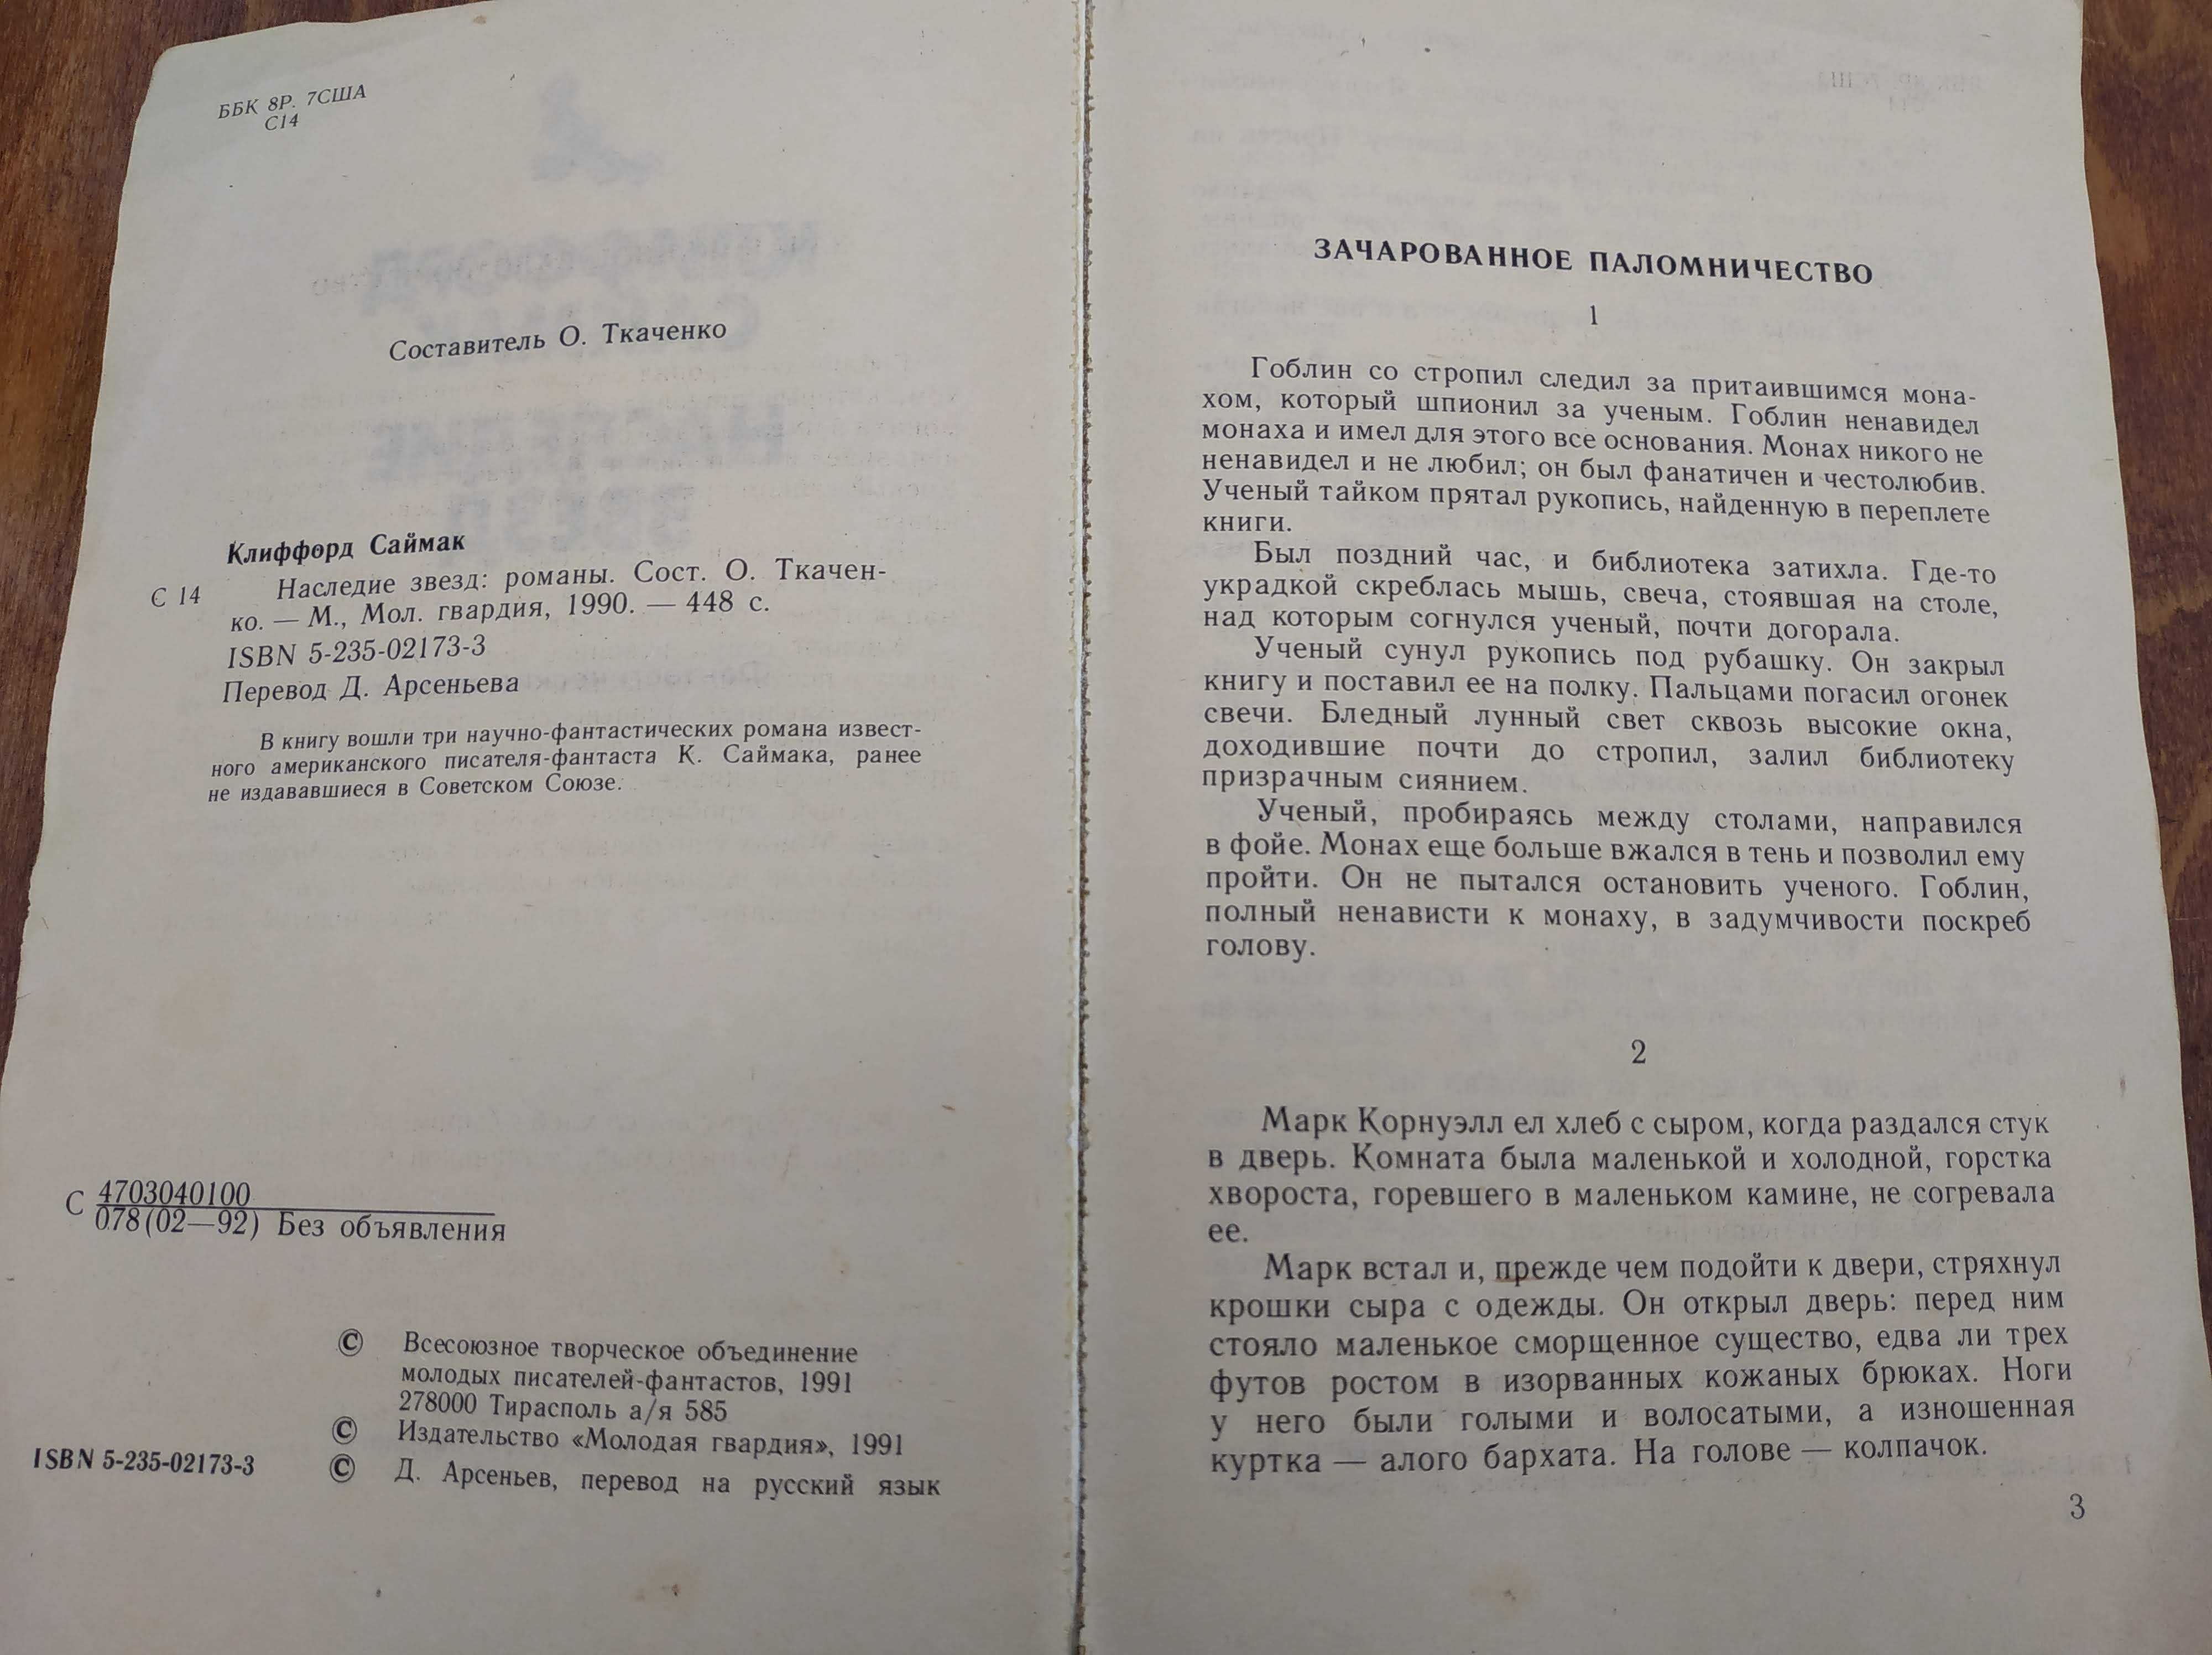 ББК 8Р. 7США
С14
Составитель О. Ткаченко
Клиффорд Саймак
С 14
Наследие звезд: романы. Сост. О. Ткачен-
ко. — М., Мол. гвардия, 1990. — 448 с.
ISBN 5-235-02173-3
Перевод Д. Арсеньева
В книгу вошли три научно-фантастических романа извест-
ного американского писателя-фантаста К. Саймака, ранее
не издававшиеся в Советском Союзе.
С 4703040100
078(02—92) Без объявления
© Всесоюзное творческое объединение
молодых писателей-фантастов, 1991
278000 Тирасполь а/я 585
© Издательство «Молодая гвардия», 1991
ISBN 5-235-02173-3
© Д. Арсеньев, перевод на русский язык
ЗАЧАРОВАННОЕ ПАЛОМНИЧЕСТВО
1
Гоблин со стропил следил за притаившимся мона-
хом, который шпионил за ученым. Гоблин ненавидел
монаха и имел для этого все основания. Монах никого не
ненавидел и не любил; он был фанатичен и честолюбив.
Ученый тайком прятал рукопись, найденную в переплете
книги.
Был поздний час, и библиотека затихла. Где-то
украдкой скреблась мышь, свеча, стоявшая на столе,
над которым согнулся ученый, почти догорала.
Ученый сунул рукопись под рубашку. Он закрыл
книгу и поставил ее на полку. Пальцами погасил огонек
свечи. Бледный лунный свет сквозь высокие окна,
доходившие почти до стропил, залил библиотеку
призрачным сиянием.
Ученый, пробираясь между столами, направился
в фойе. Монах еще больше вжался в тень и позволил ему
пройти. Он не пытался остановить ученого. Гоблин,
полный ненависти к монаху, в задумчивости поскреб
голову.
2
Марк Корнуэлл ел хлеб с сыром, когда раздался стук
в дверь. Комната была маленькой и холодной, горстка
хвороста, горевшего в маленьком камине, не согревала
ее.
Марк встал и, прежде чем подойти к двери, стряхнул
крошки сыра с одежды. Он открыл дверь: перед ним
стояло маленькое сморщенное существо, едва ли трех
футов ростом в изорванных кожаных брюках. Ноги
у него были голыми и волосатыми, а изношенная
куртка — алого бархата. На голове — колпачок.
3